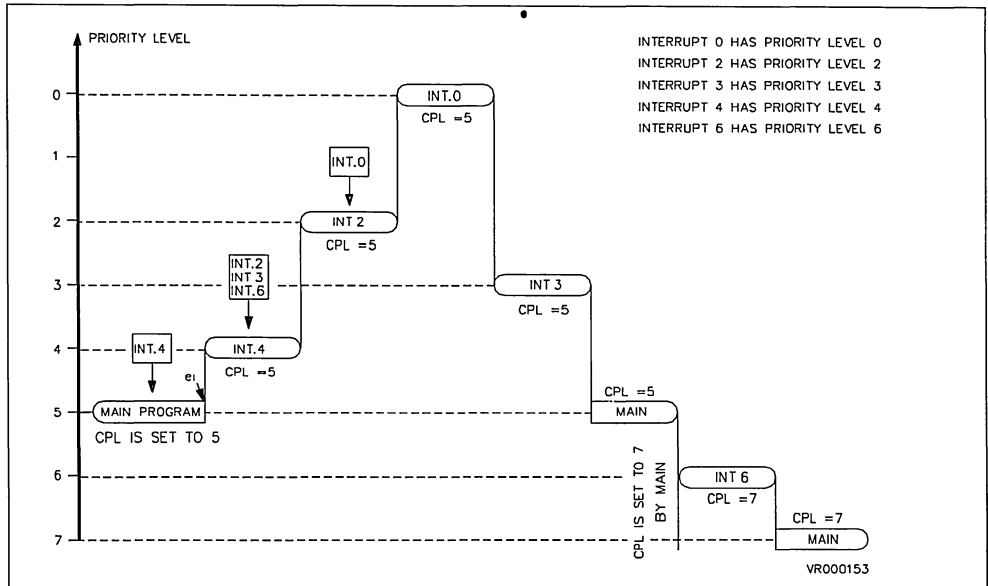 PRIORITY LEVEL
INTERRUPT 0 HAS PRIORITY LEVEL 0
INTERRUPT 2 HAS PRIORITY LEVEL 2
INTERRUPT 3 HAS PRIORITY LEVEL 3
INTERRUPT 4 HAS PRIORITY LEVEL 4
INTERRUPT 6 HAS PRIORITY LEVEL 6
0
INT.0
CPL =5
1
INT.0
2
INT 2
CPL =5
INT.2
INT 3
INT.6
3
INT 3
CPL =5
INT.4
4
INT.4
CPL =5
ei
CPL =5
5
MAIN PROGRAM
MAIN
CPL IS SET TO 5
CPL IS SET TO 7
BY MAIN
6
INT 6
CPL =7
CPL =7
7
MAIN
VR000153